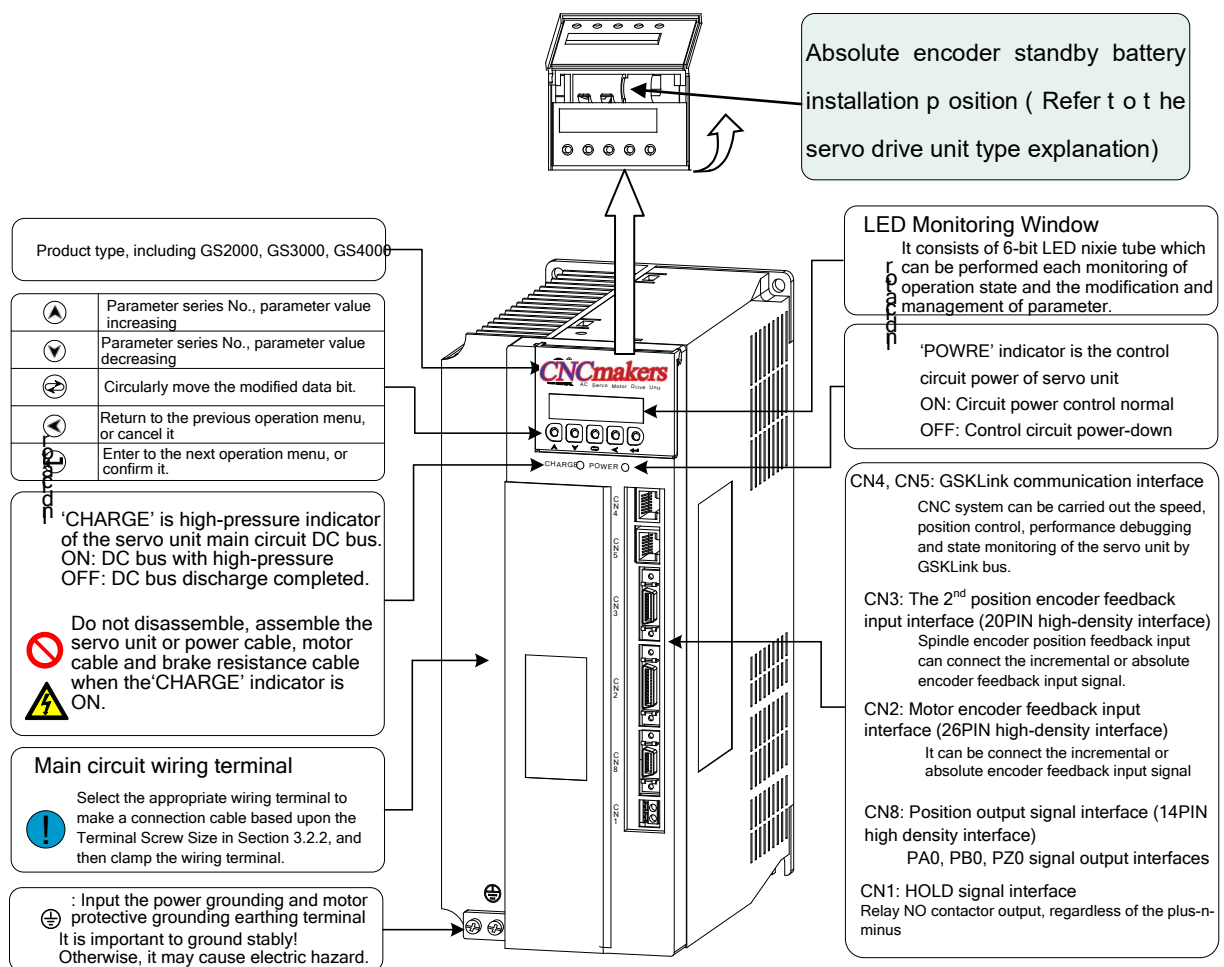 Absolute encoder standby battery
installation p osition ( Refer t o t he
servo drive unit type explanation)
Product type, including GS2000, GS3000, GS4000
Parameter series No., parameter value
increasing
Parameter series No., parameter value
decreasing
Circularly move the modified data bit.
Return to the previous operation menu,
or cancel it
Enter to the next operation menu, or
confirm it.
Indicator
'CHARGE' is high-pressure indicator
of the servo unit main circuit DC bus.
ON: DC bus with high-pressure
OFF: DC bus discharge completed.
Do not disassemble, assemble the
servo unit or power cable, motor
cable and brake resistance cable
when the'CHARGE' indicator is
ON.
Main circuit wiring terminal
Select the appropriate wiring terminal to
make a connection cable based upon the
Terminal Screw Size in Section 3.2.2, and
then clamp the wiring terminal.
: Input the power grounding and motor
protective grounding earthing terminal
It is important to ground stably!
Otherwise, it may cause electric hazard.
CNCmakers
AC Servo Motor Drive Unit
CHARGE POWER
CN4
CN5
CN3
CN2
CN8
CN1
LED Monitoring Window
It consists of 6-bit LED nixie tube which
can be performed each monitoring of
operation state and the modification and
management of parameter.
Indicator
'POWRE' indicator is the control
circuit power of servo unit
ON: Circuit power control normal
OFF: Control circuit power-down
CN4, CN5: GSKLink communication interface
CNC system can be carried out the speed,
position control, performance debugging
and state monitoring of the servo unit by
GSKLink bus.
CN3: The 2nd position encoder feedback
input interface (20PIN high-density interface)
Spindle encoder position feedback input
can connect the incremental or absolute
encoder feedback input signal.
CN2: Motor encoder feedback input
interface (26PIN high-density interface)
It can be connect the incremental or
absolute encoder feedback input signal
CN8: Position output signal interface (14PIN
high density interface)
PA0, PB0, PZ0 signal output interfaces
CN1: HOLD signal interface
Relay NO contactor output, regardless of the plus-n-
minus